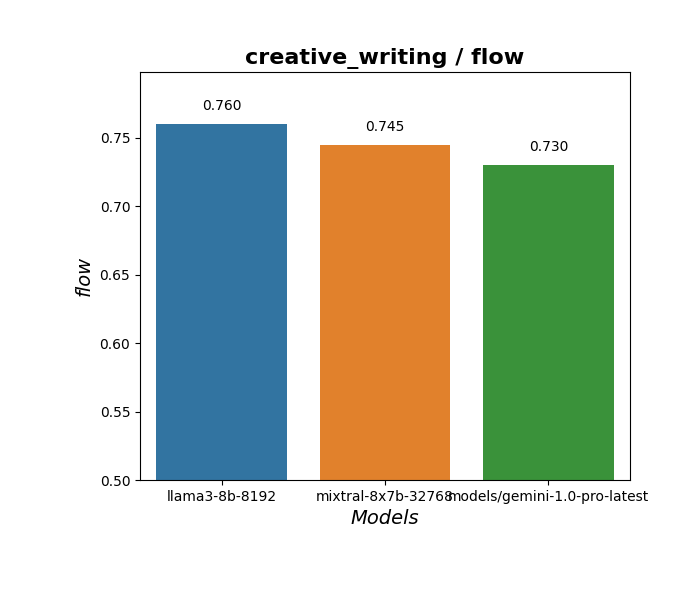 creative_writing / flow
0.760
0.745
0.730
0.75
0.70
0.65
0.60
0.55
0.50
flow
llama3-8b-8192
mixtral-8x7b-32768
models/gemini-1.0-pro-latest
Models